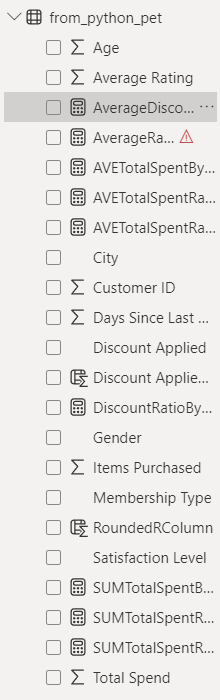 from_python_pet
Age
Average Rating
AverageDisco... ...
AverageRa...
AVETotalSpentBy...
AVETotalSpentRa...
AVETotalSpentRa...
City
Customer ID
Days Since Last ...
Discount Applied
Discount Applie...
DiscountRatioBy...
Gender
Items Purchased
Membership Type
RoundedRColumn
Satisfaction Level
SUMTotalSpentB...
SUMTotalSpentR...
SUMTotalSpentR...
Total Spend